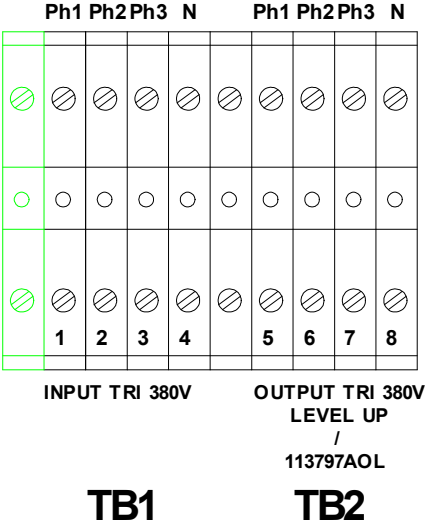 Ph1 Ph2 Ph3 N Ph1 Ph2 Ph3 N
1 2 3 4 5 6 7 8
INPUT TRI 380V OUTPUT TRI 380V
LEVEL UP
/
113797AOL
TB1 TB2